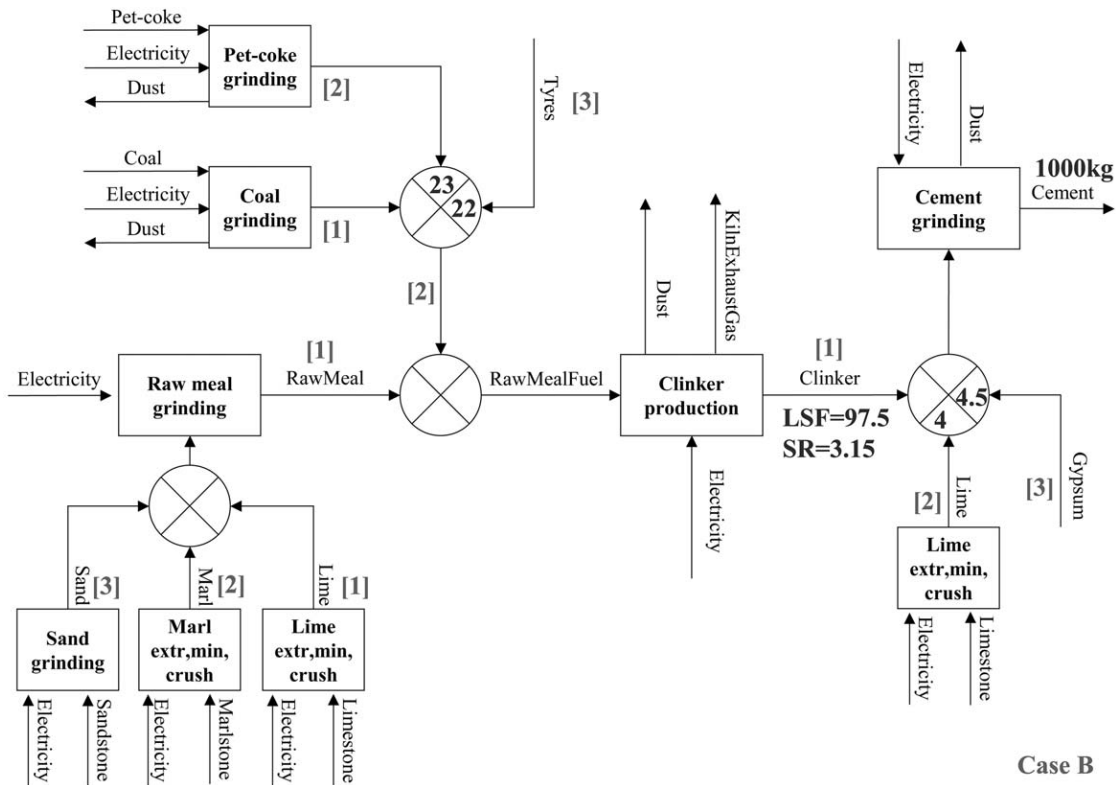 Pet-coke
Electricity
Dust
Pet-coke
grinding
[2]
Tyres
[3]
Coal
Electricity
Dust
Coal
grinding
[1]
23
22
[2]
Electricity
Raw meal
grinding
[1]
RawMeal
RawMealFuel
Dust
KilnExhaustGas
Clinker
production
Electricity
[1]
Clinker
LSF=97.5
SR=3.15
Electricity
Dust
Cement
grinding
1000kg
Cement
4.5
4
[2]
Lime
[3]
Gypsum
Lime
extr,min,
crush
Electricity
Limestone
Sand
[3]
Marl
[2]
Lime
[1]
Sand
grinding
Marl
extr,min,
crush
Lime
extr,min,
crush
Electricity
Sandstone
Electricity
Marlstone
Electricity
Limestone
Case B